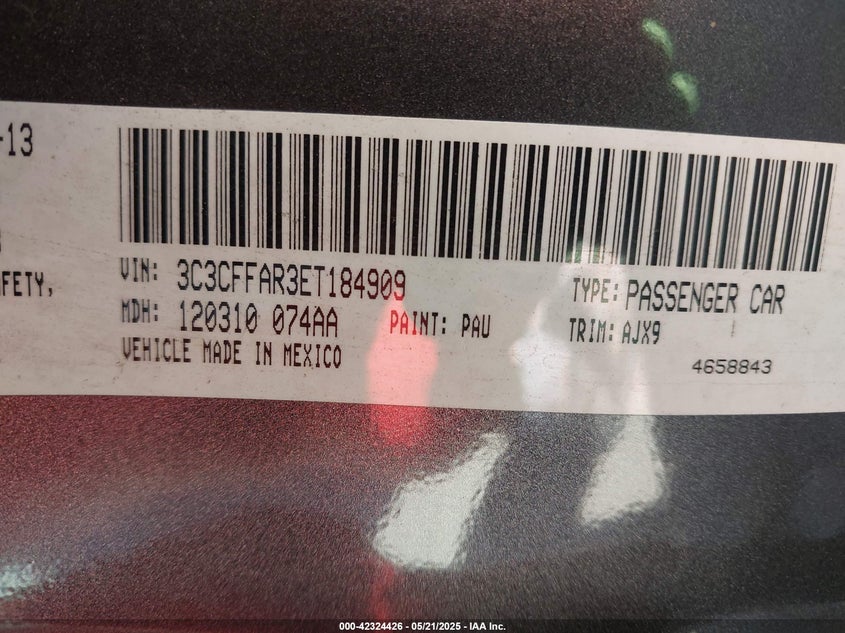 -13
FETY,
VIN: 3C3CFFAR3ET184909
TYPE: PASSENGER CAR
MDH: 120310 074AA
PAINT: PAU
TRIM: AJX9
VEHICLE MADE IN MEXICO
4658843
000-42324426 - 05/21/2025 - IAA Inc.